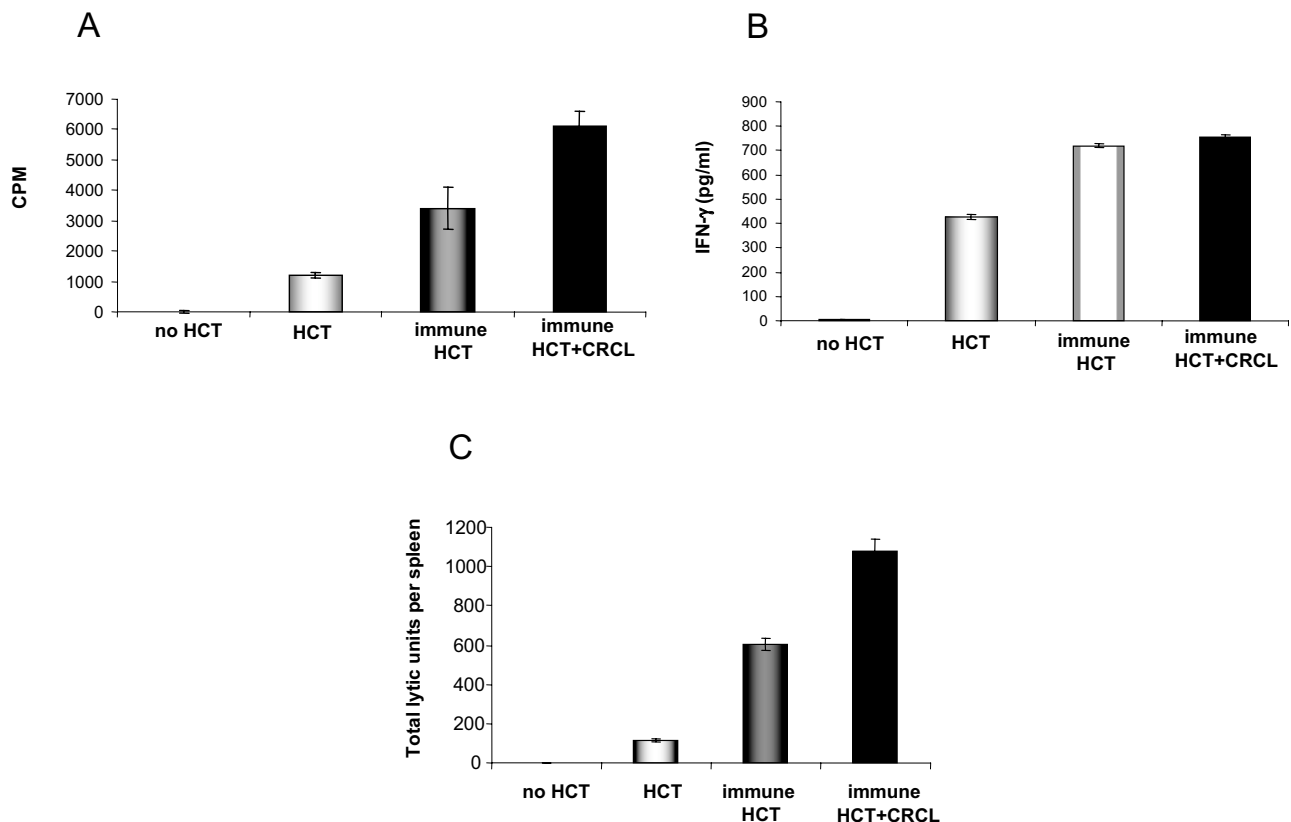 A
7000
6000
5000
4000
3000
2000
1000
0
CPM
no HCT
HCT
immune
HCT
immune
HCT+CRCL
B
900
800
700
600
500
400
300
200
100
0
IFN-γ (pg/ml)
no HCT
HCT
immune
HCT
immune
HCT+CRCL
C
1200
1000
800
600
400
200
0
Total lytic units per spleen
no HCT
HCT
immune
HCT
immune
HCT+CRCL